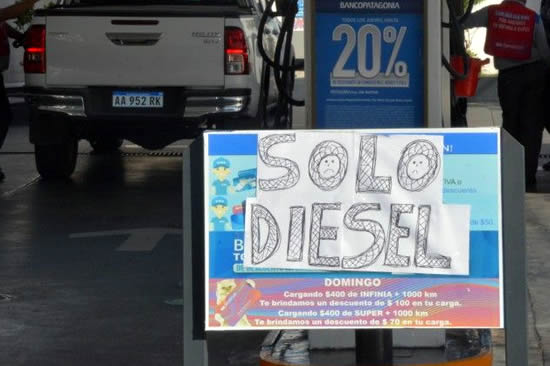 BANCOPATAGONIA
20%
AA 952 RK
SOLO
DIESEL
DOMINGO
Cargando $400 de INFINIA + 1000 km
Te brindamos un descuento de $ 100 en tu carga.
Cargando $400 de SUPER + 1000 km
Te brindamos un descuento de $ 70 en tu carga.